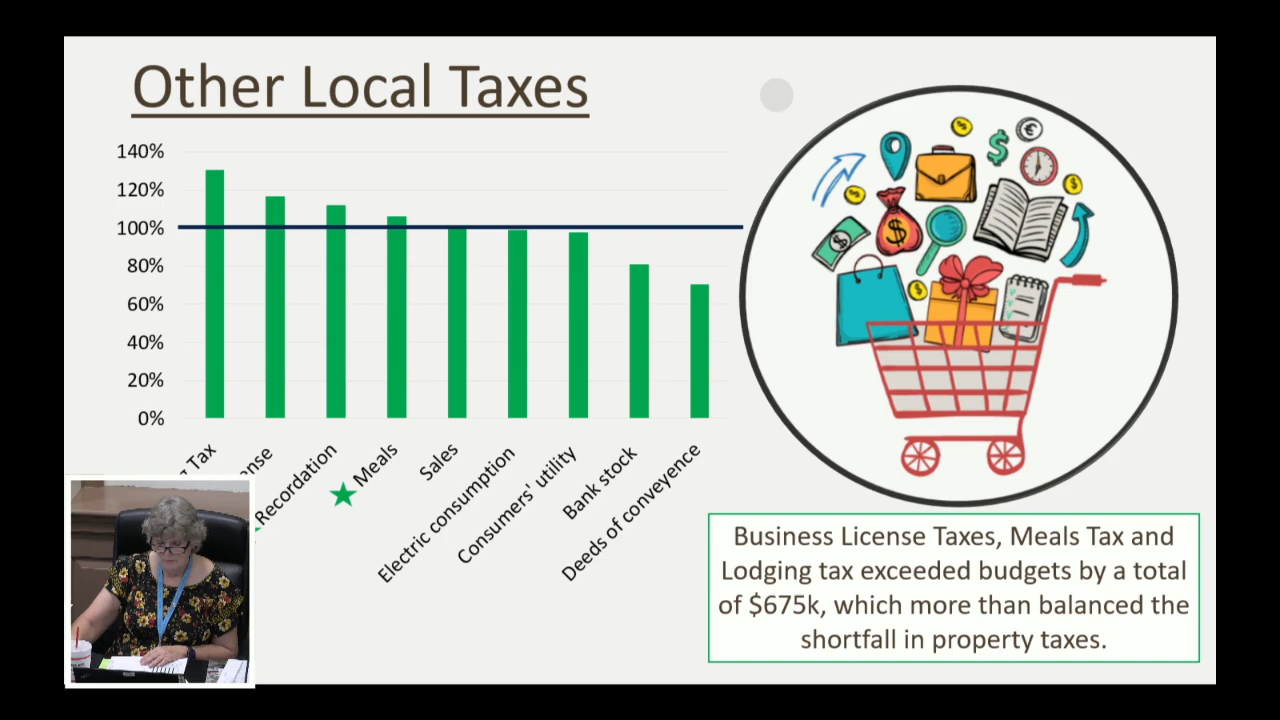 Other Local Taxes
140%
120%
100%
80%
60%
40%
20%
0%
Tax
Recordation
Meals
Sales
Electric consumption
Consumers' utility
Bank stock
Deeds of conveyence
Business License Taxes, Meals Tax and
Lodging tax exceeded budgets by a total
of $675k, which more than balanced the
shortfall in property taxes.